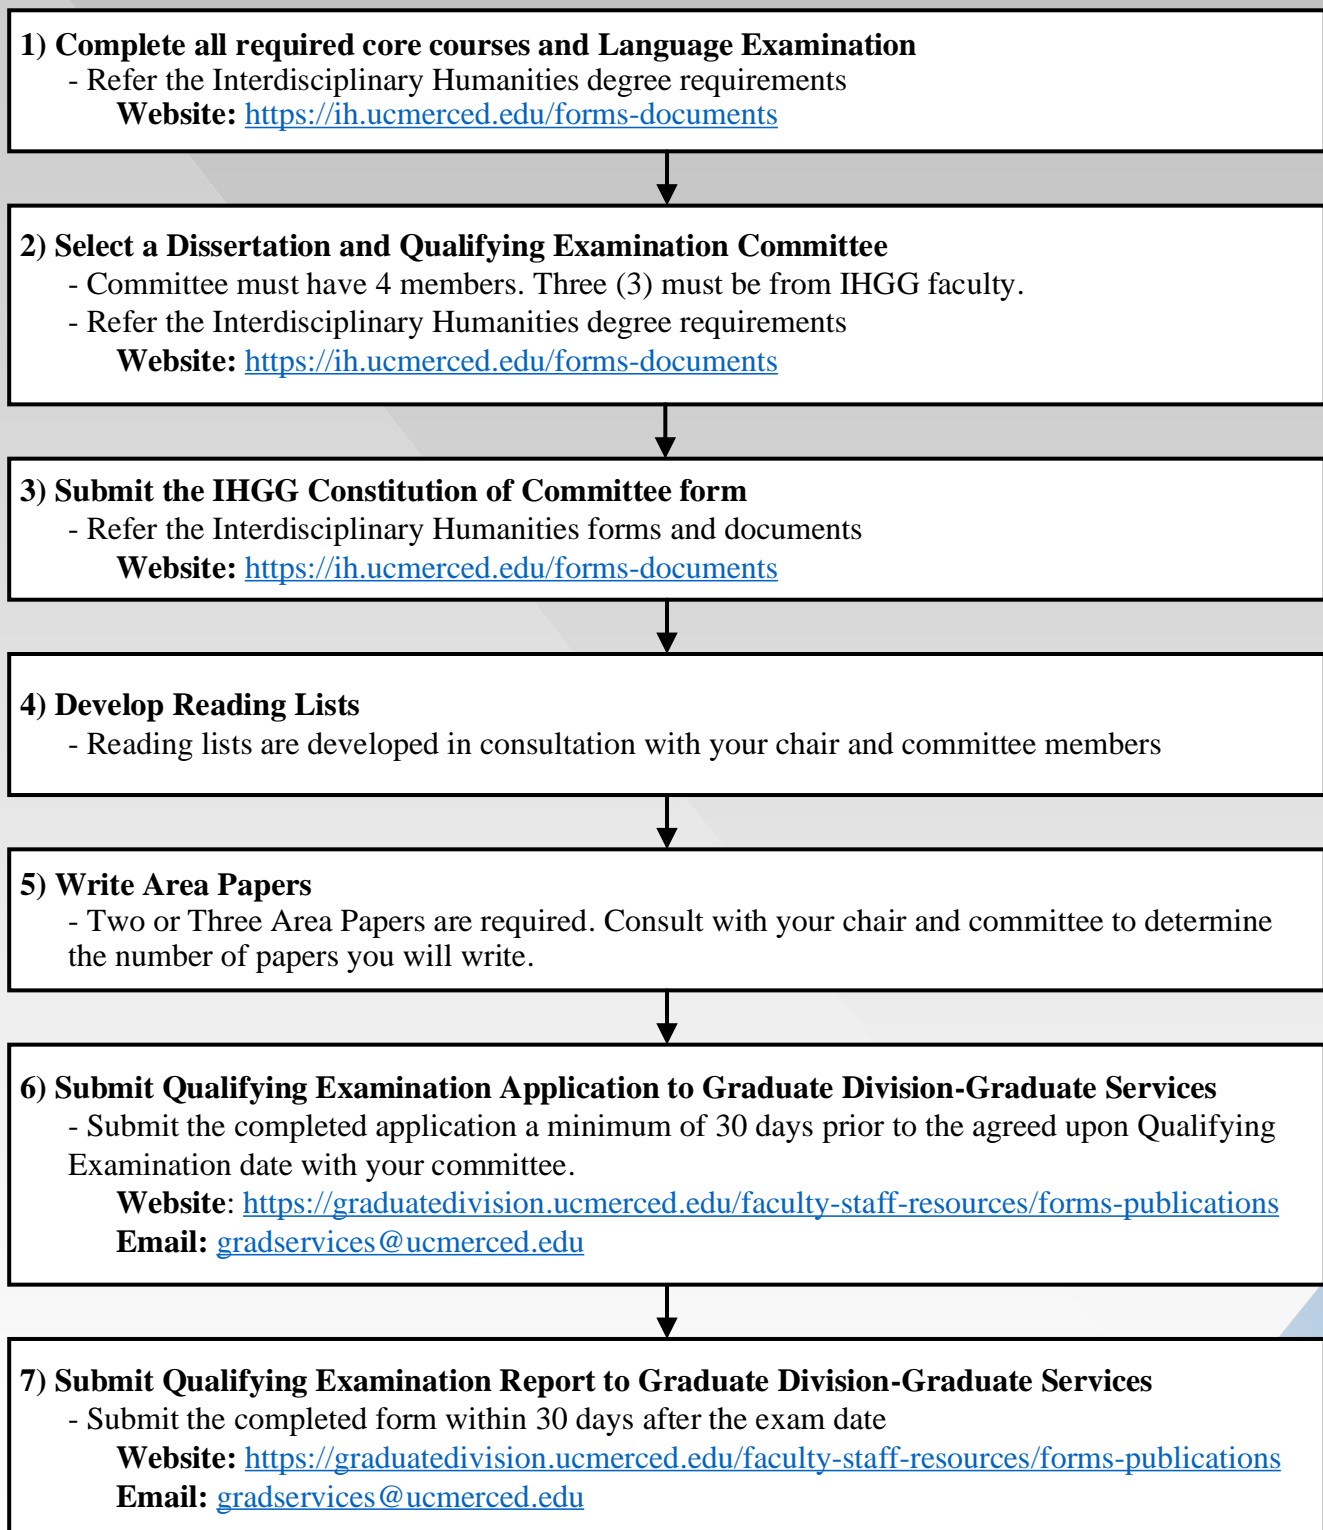 1) Complete all required core courses and Language Examination
- Refer the Interdisciplinary Humanities degree requirements
Website: https://ih.ucmerced.edu/forms-documents
2) Select a Dissertation and Qualifying Examination Committee
- Committee must have 4 members. Three (3) must be from IHGG faculty.
- Refer the Interdisciplinary Humanities degree requirements
Website: https://ih.ucmerced.edu/forms-documents
3) Submit the IHGG Constitution of Committee form
- Refer the Interdisciplinary Humanities forms and documents
Website: https://ih.ucmerced.edu/forms-documents
4) Develop Reading Lists
- Reading lists are developed in consultation with your chair and committee members
5) Write Area Papers
- Two or Three Area Papers are required. Consult with your chair and committee to determine
the number of papers you will write.
6) Submit Qualifying Examination Application to Graduate Division-Graduate Services
- Submit the completed application a minimum of 30 days prior to the agreed upon Qualifying
Examination date with your committee.
Website: https://graduatedivision.ucmerced.edu/faculty-staff-resources/forms-publications
Email: gradservices@ucmerced.edu
7) Submit Qualifying Examination Report to Graduate Division-Graduate Services
- Submit the completed form within 30 days after the exam date
Website: https://graduatedivision.ucmerced.edu/faculty-staff-resources/forms-publications
Email: gradservices@ucmerced.edu